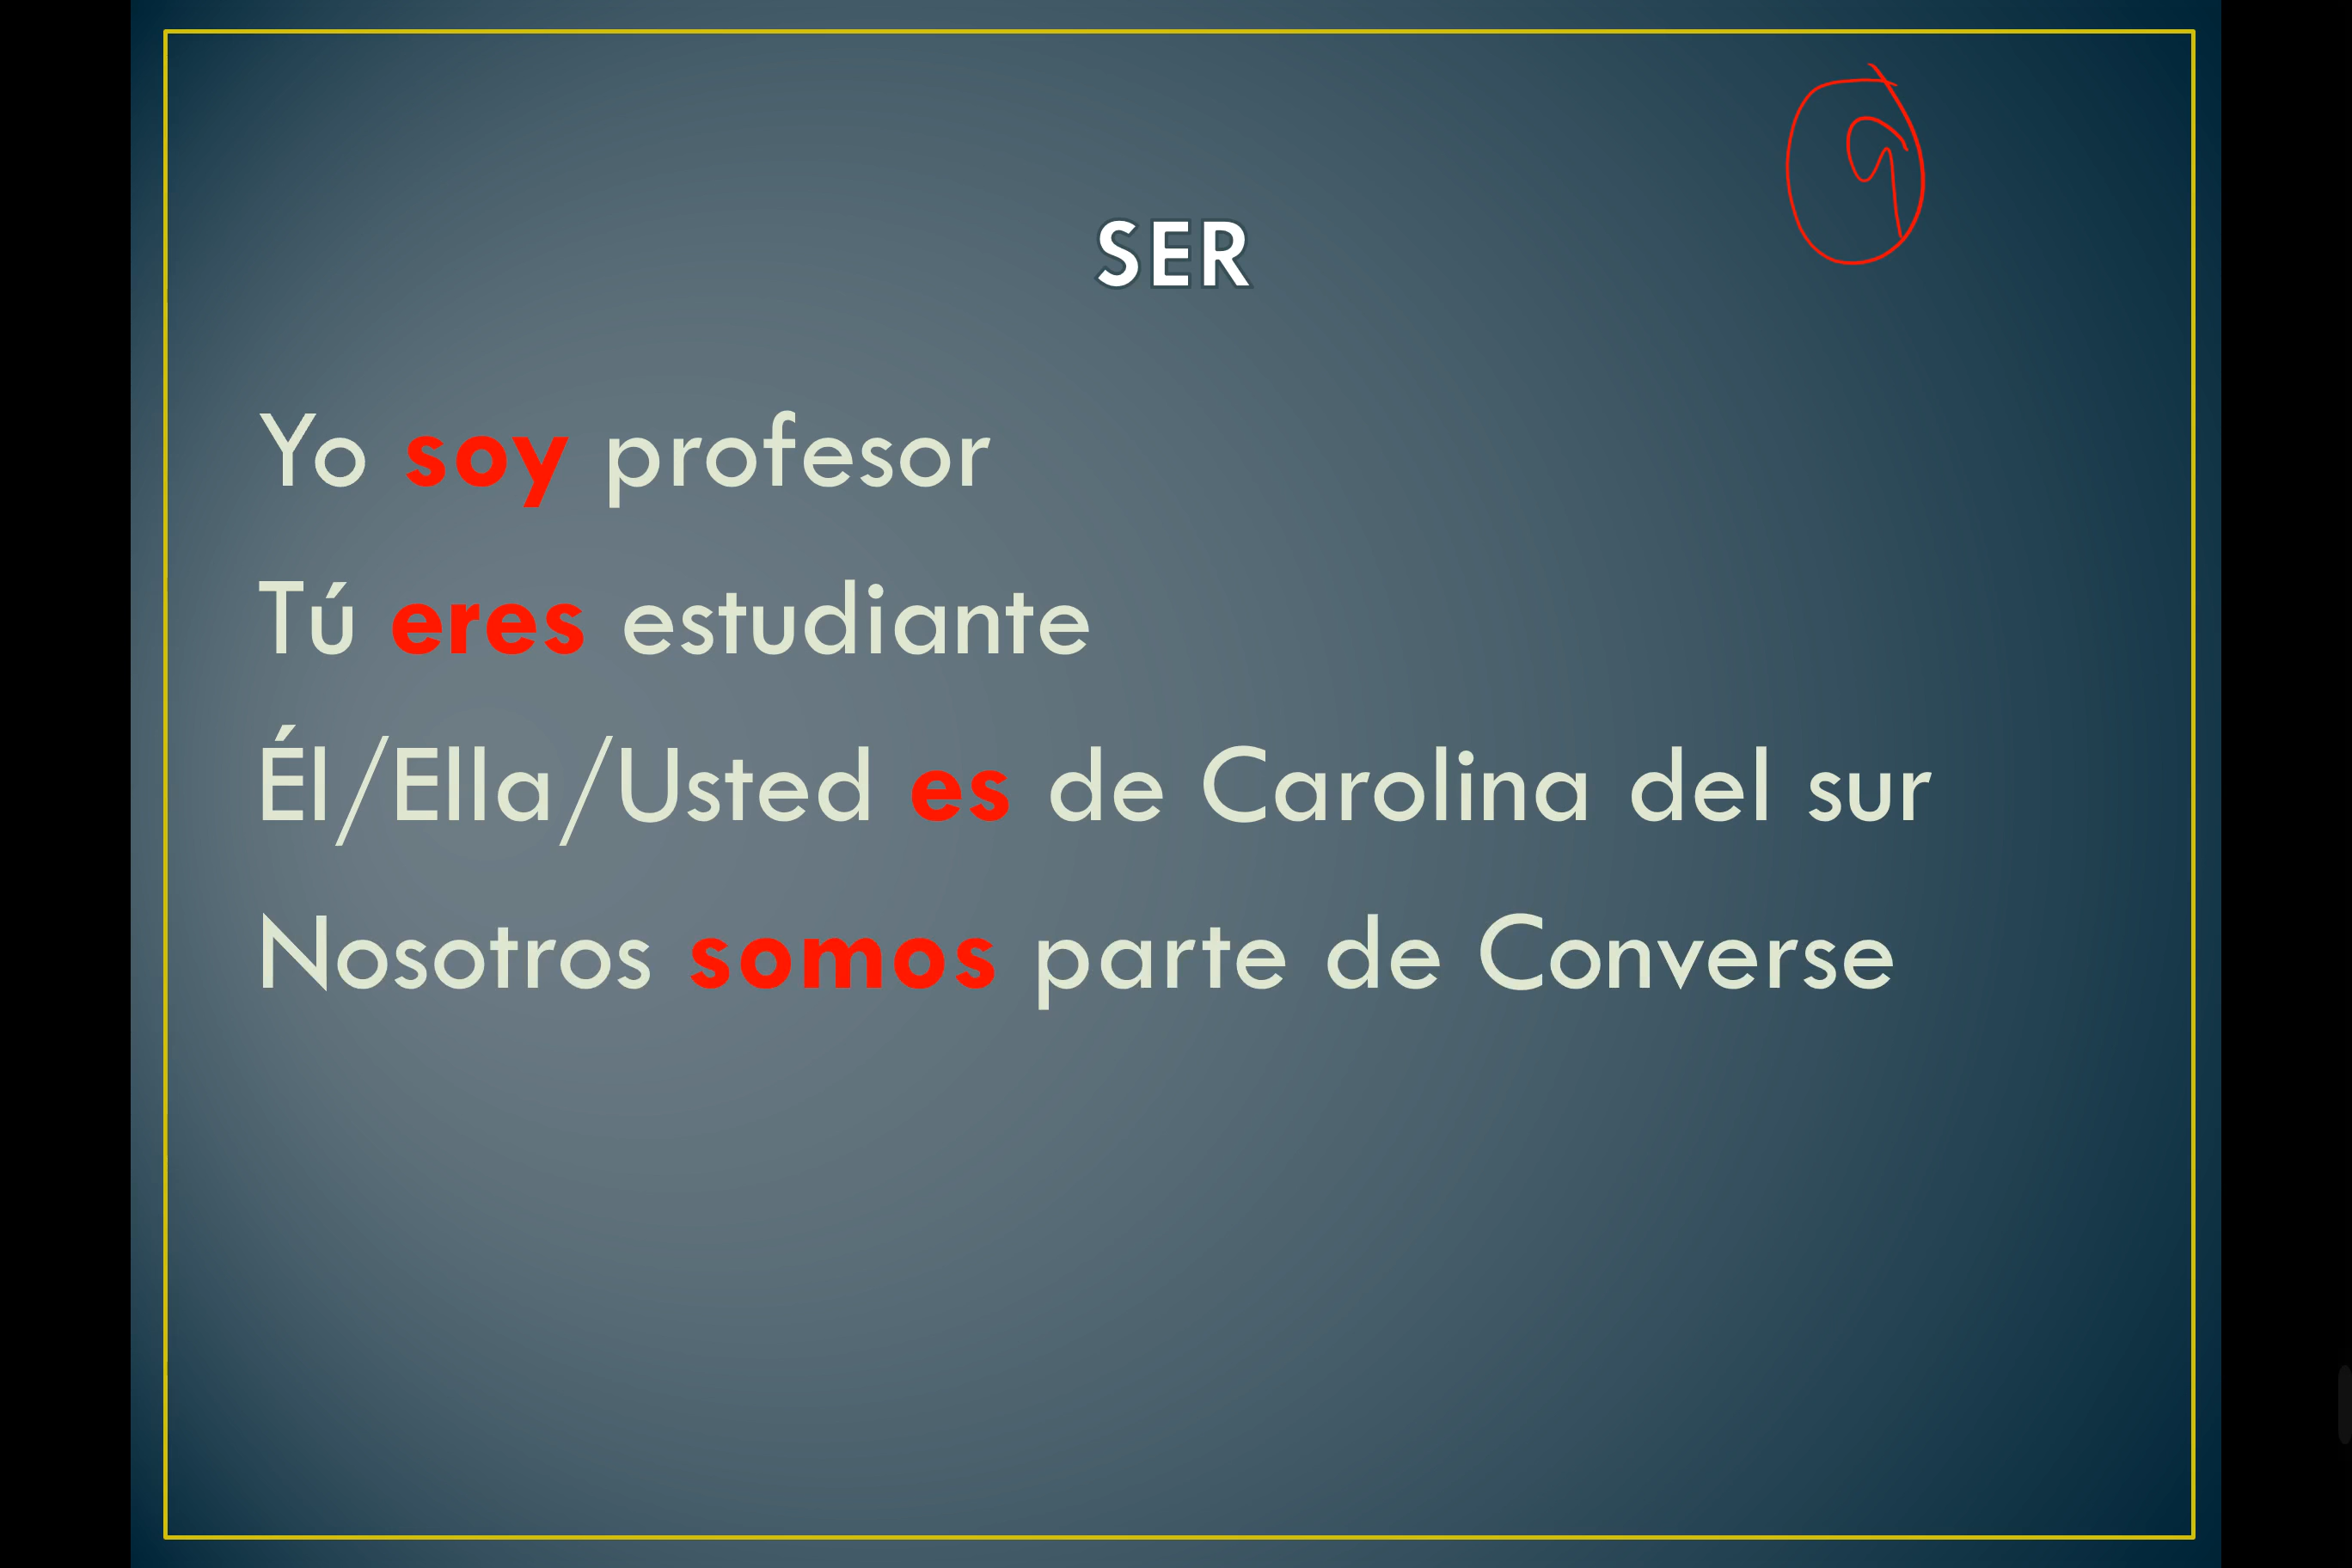 9
SER
Yo soy profesor
Tú eres estudiante
Él/Ella/Usted es de Carolina del sur
Nosotros somos parte de Converse